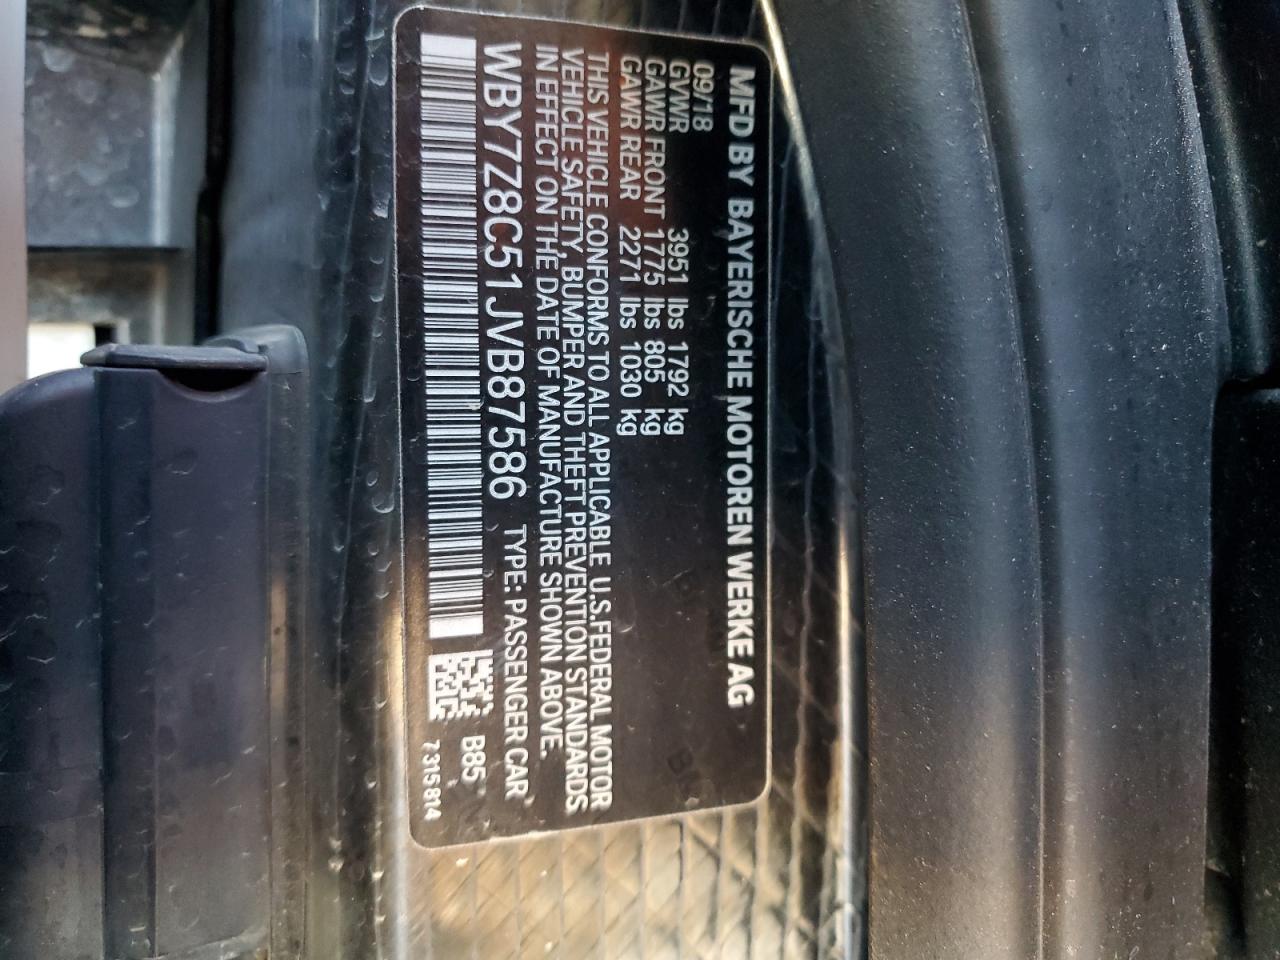 MFD BY BAYERISCHE MOTOREN WERKE AG
09/18
GVWR 3951 lbs 1792 kg
GAWR FRONT 1775 lbs 805 kg
GAWR REAR 2271 lbs 1030 kg
THIS VEHICLE CONFORMS TO ALL APPLICABLE U.S.FEDERAL MOTOR
VEHICLE SAFETY, BUMPER AND THEFT PREVENTION STANDARDS
IN EFFECT ON THE DATE OF MANUFACTURE SHOWN ABOVE.
WBY7Z8C51JVB87586 TYPE: PASSENGER CAR
B85
7315814